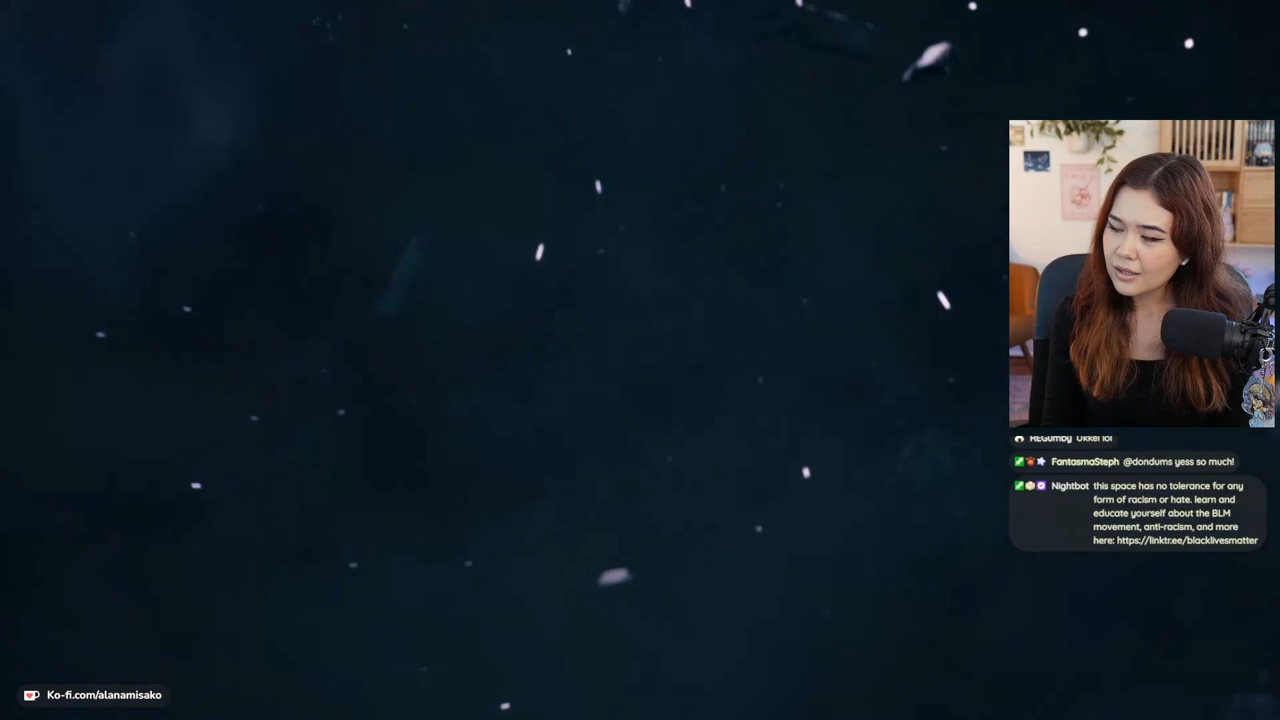 REGumby Ukkei lol
FantasmaSteph @dondums yess so much!
Nightbot this space has no tolerance for any
form of racism or hate. learn and
educate yourself about the BLM
movement, anti-racism, and more
here: https://linktr.ee/blacklivesmatter
Ko-fi.com/alanamisako